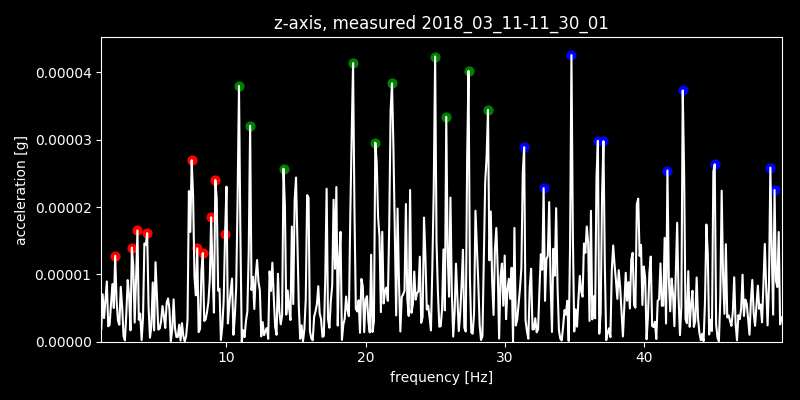 z-axis, measured 2018_03_11-11_30_01
0.00004
0.00003
0.00002
0.00001
0.00000
acceleration [g]
10 20 30 40
frequency [Hz]